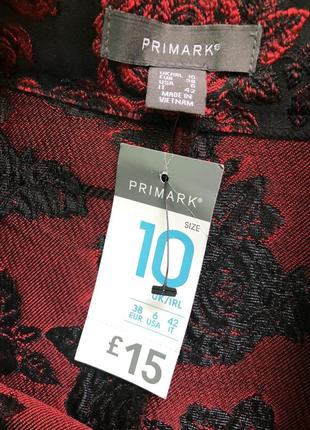 PRIMARK®
UK/IRL 10
EUR 38
USA 6
IT 42
MADE IN
VIETNAM
PRIMARK®
SIZE
10
UK/IRL
38 6 42
EUR USA IT
£15